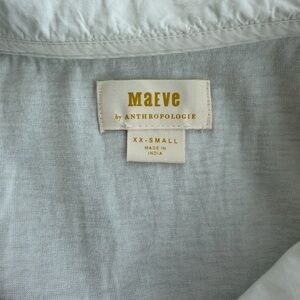 MaEVe
by ANTHROPOLOGIE
XX-SMALL
MADE IN
INDIA